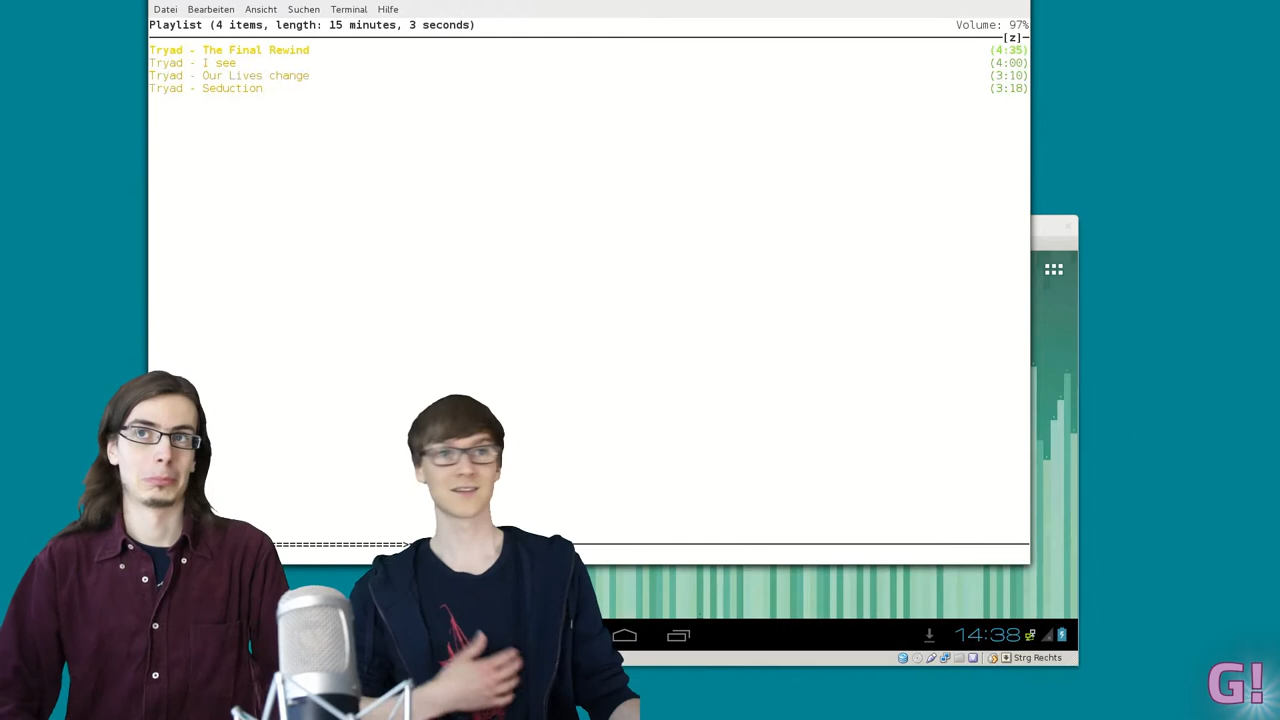 Datei Bearbeiten Ansicht Suchen Terminal Hilfe
Playlist (4 items, length: 15 minutes, 3 seconds) Volume: 97%
[z]
Tryad - The Final Rewind (4:35)
Tryad - I see (4:00)
Tryad - Our Lives change (3:10)
Tryad - Seduction (3:18)
14:38
Strg Rechts
G!